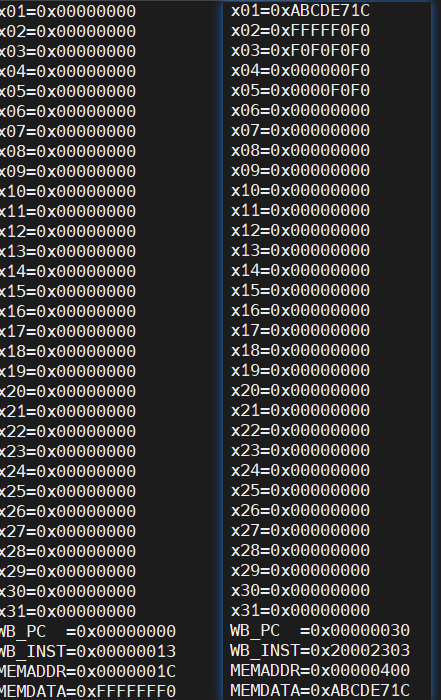 x01=0x00000000
x02=0x00000000
x03=0x00000000
x04=0x00000000
x05=0x00000000
x06=0x00000000
x07=0x00000000
x08=0x00000000
x09=0x00000000
x10=0x00000000
x11=0x00000000
x12=0x00000000
x13=0x00000000
x14=0x00000000
x15=0x00000000
x16=0x00000000
x17=0x00000000
x18=0x00000000
x19=0x00000000
x20=0x00000000
x21=0x00000000
x22=0x00000000
x23=0x00000000
x24=0x00000000
x25=0x00000000
x26=0x00000000
x27=0x00000000
x28=0x00000000
x29=0x00000000
x30=0x00000000
x31=0x00000000
WB_PC  =0x00000000
WB_INST=0x00000013
MEMADDR=0x0000001C
MEMDATA=0xFFFFFFF0
x01=0xABCDE71C
x02=0xFFFFF0F0
x03=0xF0F0F0F0
x04=0x000000F0
x05=0x0000F0F0
x06=0x00000000
x07=0x00000000
x08=0x00000000
x09=0x00000000
x10=0x00000000
x11=0x00000000
x12=0x00000000
x13=0x00000000
x14=0x00000000
x15=0x00000000
x16=0x00000000
x17=0x00000000
x18=0x00000000
x19=0x00000000
x20=0x00000000
x21=0x00000000
x22=0x00000000
x23=0x00000000
x24=0x00000000
x25=0x00000000
x26=0x00000000
x27=0x00000000
x28=0x00000000
x29=0x00000000
x30=0x00000000
x31=0x00000000
WB_PC  =0x00000030
WB_INST=0x20002303
MEMADDR=0x00000400
MEMDATA=0xABCDE71C